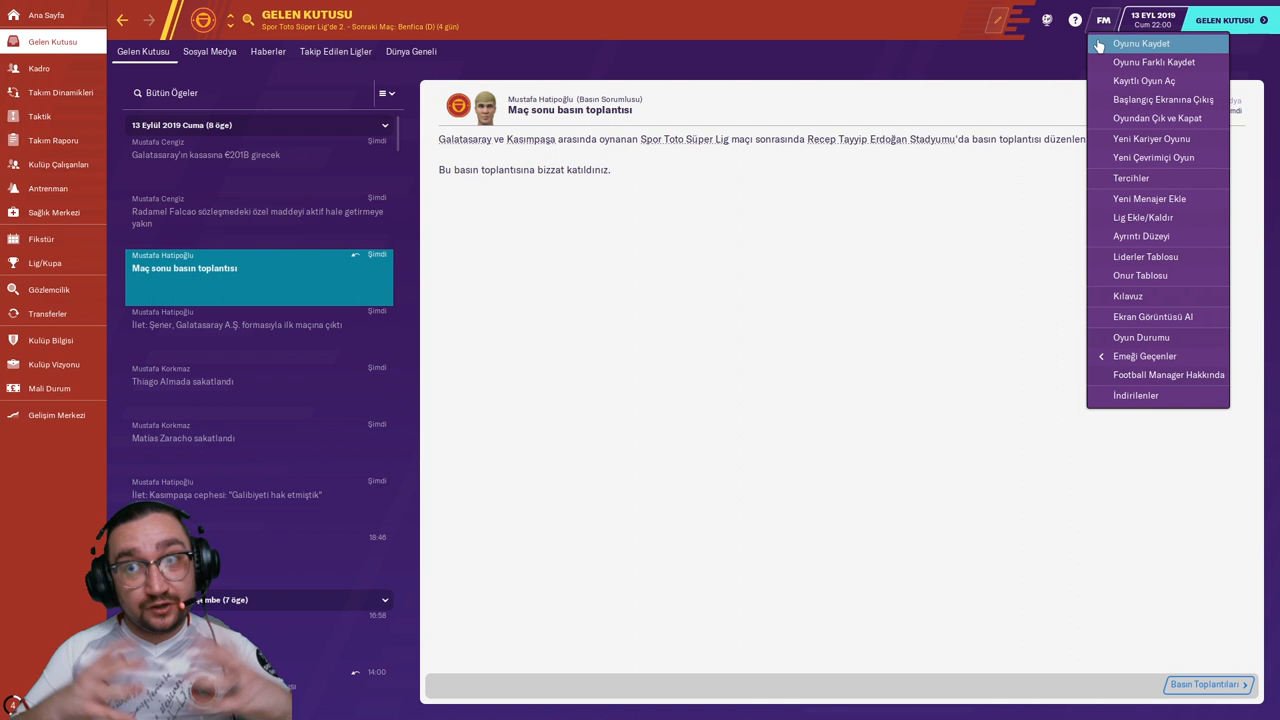 Ana Sayfa
Gelen Kutusu
Kadro
Takım Dinamikleri
Taktik
Takım Raporu
Kulüp Çalışanları
Antrenman
Sağlık Merkezi
Fikstür
Lig/Kupa
Gözlemcilik
Transferler
Kulüp Bilgisi
Kulüp Vizyonu
Mali Durum
Gelişim Merkezi
4
GELEN KUTUSU
Spor Toto Süper Lig'de 2. - Sonraki Maç: Benfica (D) (4 gün)
FM
13 EYL 2019
Cum 22:00
GELEN KUTUSU
Gelen Kutusu
Sosyal Medya
Haberler
Takip Edilen Ligler
Dünya Geneli
Bütün Ögeler
13 Eylül 2019 Cuma (8 öge)
Mustafa Cengiz
Şimdi
Galatasaray'ın kasasına €201B girecek
Mustafa Cengiz
Şimdi
Radamel Falcao sözleşmedeki özel maddeyi aktif hale getirmeye
yakın
Mustafa Hatipoğlu
Şimdi
Maç sonu basın toplantısı
Mustafa Hatipoğlu
Şimdi
İlet: Şener, Galatasaray A.Ş. formasıyla ilk maçına çıktı
Mustafa Korkmaz
Şimdi
Thiago Almada sakatlandı
Mustafa Korkmaz
Şimdi
Matías Zaracho sakatlandı
Mustafa Hatipoğlu
Şimdi
İlet: Kasımpaşa cephesi: "Galibiyeti hak etmiştik"
18:46
mbe (7 öge)
16:58
14:00
Mustafa Hatipoğlu (Basın Sorumlusu)
Maç sonu basın toplantısı
Galatasaray ve Kasımpaşa arasında oynanan Spor Toto Süper Lig maçı sonrasında Recep Tayyip Erdoğan Stadyumu'da basın toplantısı düzenlen
Bu basın toplantısına bizzat katıldınız.
Basın Toplantıları
Oyunu Kaydet
Oyunu Farklı Kaydet
Kayıtlı Oyun Aç
Başlangıç Ekranına Çıkış
Oyundan Çık ve Kapat
Yeni Kariyer Oyunu
Yeni Çevrimiçi Oyun
Tercihler
Yeni Menajer Ekle
Lig Ekle/Kaldır
Ayrıntı Düzeyi
Liderler Tablosu
Onur Tablosu
Kılavuz
Ekran Görüntüsü Al
Oyun Durumu
Emeği Geçenler
Football Manager Hakkında
İndirilenler